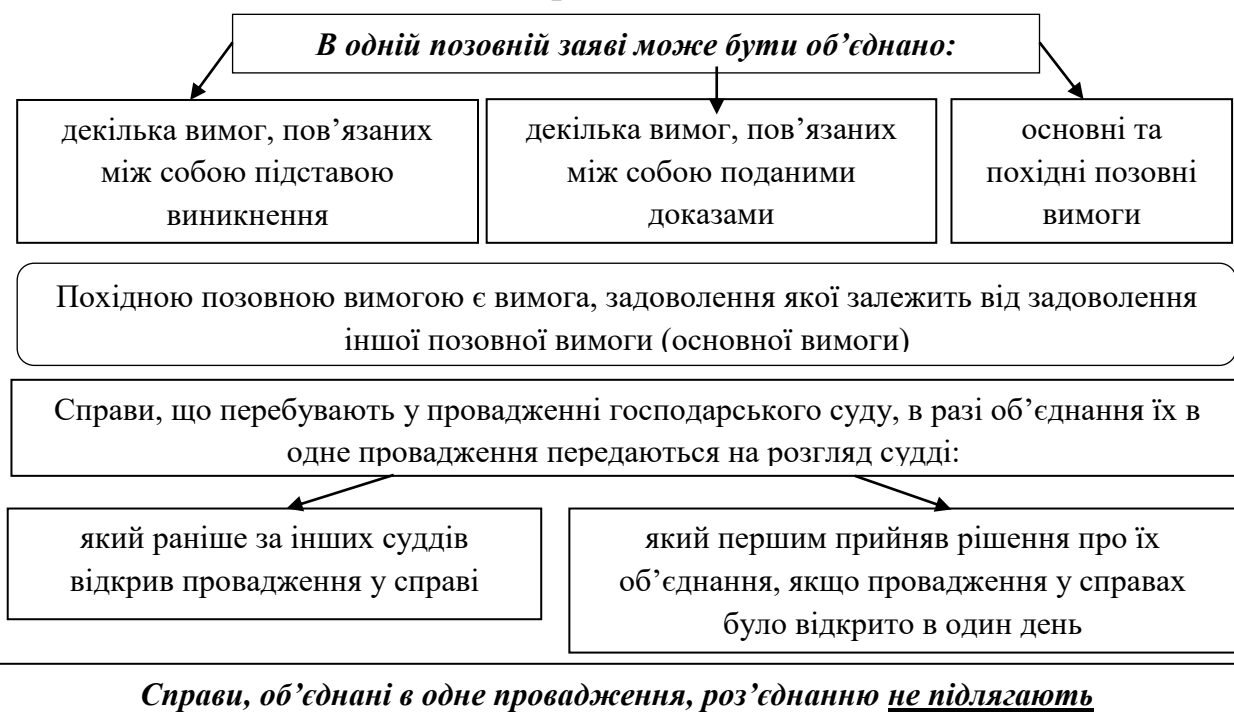 В одній позовній заяві може бути об’єднано:
декілька вимог, пов’язаних
між собою підставою
виникнення
декілька вимог, пов’язаних
між собою поданими
доказами
основні та
похідні позовні
вимоги
Похідною позовною вимогою є вимога, задоволення якої залежить від задоволення
іншої позовної вимоги (основної вимоги)
Справи, що перебувають у провадженні господарського суду, в разі об’єднання їх в
одне провадження передаються на розгляд судді:
який раніше за інших суддів
відкрив провадження у справі
який першим прийняв рішення про їх
об’єднання, якщо провадження у справах
було відкрито в один день
Справи, об’єднані в одне провадження, роз’єднанню не підлягають